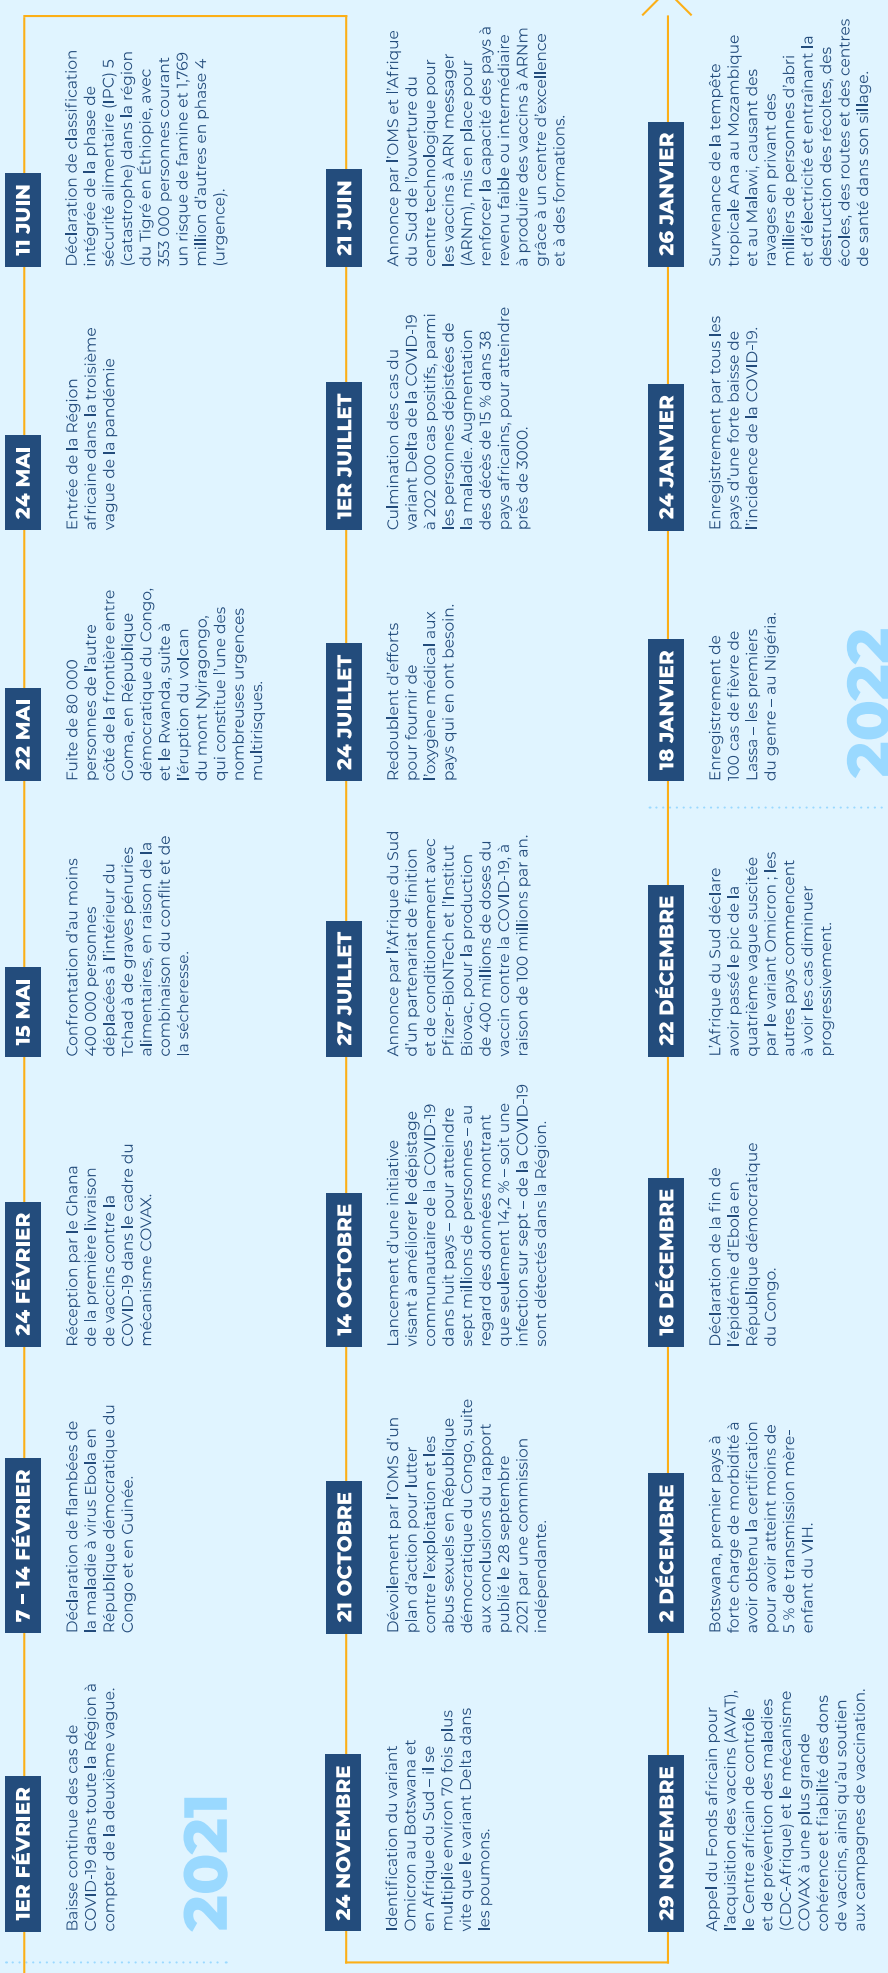 2021
1ER FÉVRIER
Baisse continue des cas de
COVID-19 dans toute la Région à
compter de la deuxième vague.
7 – 14 FÉVRIER
Déclaration de flambées de
la maladie à virus Ebola en
République démocratique du
Congo et en Guinée.
24 FÉVRIER
Réception par le Ghana
de la première livraison
de vaccins contre la
COVID-19 dans le cadre du
mécanisme COVAX.
15 MAI
Confrontation d’au moins
400 000 personnes
déplacées à l’intérieur du
Tchad à de graves pénuries
alimentaires, en raison de la
combinaison du conflit et de
la sécheresse.
22 MAI
Fuite de 80 000
personnes de l’autre
côté de la frontière entre
Goma, en République
démocratique du Congo,
et le Rwanda, suite à
l’éruption du volcan
du mont Nyiragongo,
qui constitue l’une des
nombreuses urgences
multirisques.
24 MAI
Entrée de la Région
africaine dans la troisième
vague de la pandémie
11 JUIN
Déclaration de classification
intégrée de la phase de
sécurité alimentaire (IPC) 5
(catastrophe) dans la région
du Tigré en Éthiopie, avec
353 000 personnes courant
un risque de famine et 1,769
million d’autres en phase 4
(urgence).
21 JUIN
Annonce par l’OMS et l’Afrique
du Sud de l’ouverture du
centre technologique pour
les vaccins à ARN messager
(ARNm), mis en place pour
renforcer la capacité des pays à
revenu faible ou intermédiaire
à produire des vaccins à ARNm
grâce à un centre d’excellence
et à des formations.
1ER JUILLET
Culmination des cas du
variant Delta de la COVID-19
à 202 000 cas positifs, parmi
les personnes dépistées de
la maladie. Augmentation
des décès de 15 % dans 38
pays africains, pour atteindre
près de 3000.
24 JUILLET
Redoublent d’efforts
pour fournir de
l’oxygène médical aux
pays qui en ont besoin.
27 JUILLET
Annonce par l’Afrique du Sud
d’un partenariat de finition
et de conditionnement avec
Pfizer-BioNTech et l’Institut
Biovac, pour la production
de 400 millions de doses du
vaccin contre la COVID-19, à
raison de 100 millions par an.
14 OCTOBRE
Lancement d’une initiative
visant à améliorer le dépistage
communautaire de la COVID-19
dans huit pays – pour atteindre
sept millions de personnes – au
regard des données montrant
que seulement 14,2 % – soit une
infection sur sept – de la COVID-19
sont détectés dans la Région.
21 OCTOBRE
Dévoilement par l’OMS d’un
plan d’action pour lutter
contre l’exploitation et les
abus sexuels en République
démocratique du Congo, suite
aux conclusions du rapport
publié le 28 septembre
2021 par une commission
indépendante.
24 NOVEMBRE
Identification du variant
Omicron au Botswana et
en Afrique du Sud – il se
multiplie environ 70 fois plus
vite que le variant Delta dans
les poumons.
29 NOVEMBRE
Appel du Fonds africain pour
l’acquisition des vaccins (AVAT),
le Centre africain de contrôle
et de prévention des maladies
(CDC-Afrique) et le mécanisme
COVAX à une plus grande
cohérence et fiabilité des dons
de vaccins, ainsi qu’au soutien
aux campagnes de vaccination.
2 DÉCEMBRE
Botswana, premier pays à
forte charge de morbidité à
avoir obtenu la certification
pour avoir atteint moins de
5 % de transmission mère-
enfant du VIH.
16 DÉCEMBRE
Déclaration de la fin de
l’épidémie d’Ebola en
République démocratique
du Congo.
22 DÉCEMBRE
L’Afrique du Sud déclare
avoir passé le pic de la
quatrième vague suscitée
par le variant Omicron ; les
autres pays commencent
à voir les cas diminuer
progressivement.
2022
18 JANVIER
Enregistrement de
100 cas de fièvre de
Lassa – les premiers
du genre – au Nigéria.
24 JANVIER
Enregistrement par tous les
pays d’une forte baisse de
l’incidence de la COVID-19.
26 JANVIER
Survenance de la tempête
tropicale Ana au Mozambique
et au Malawi, causant des
ravages en privant des
milliers de personnes d’abri
et d’électricité et entraînant la
destruction des récoltes, des
écoles, des routes et des centres
de santé dans son sillage.